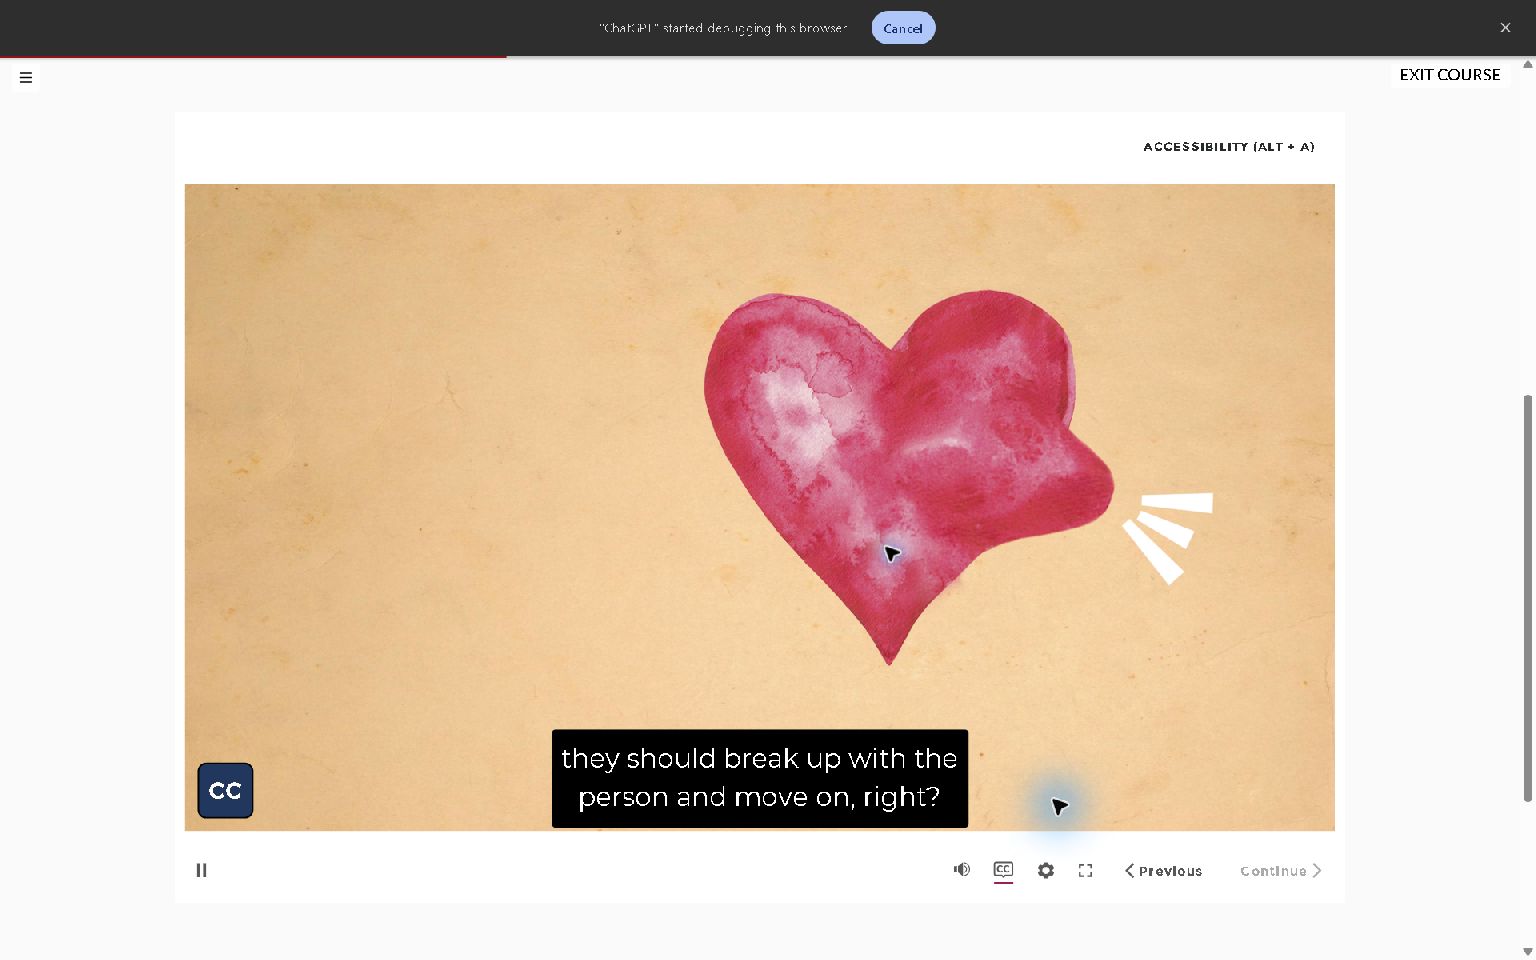 "ChatGPT" started debugging this browser
Cancel
EXIT COURSE
ACCESSIBILITY (ALT + A)
they should break up with the
person and move on, right?
CC
CC
Previous
Continue